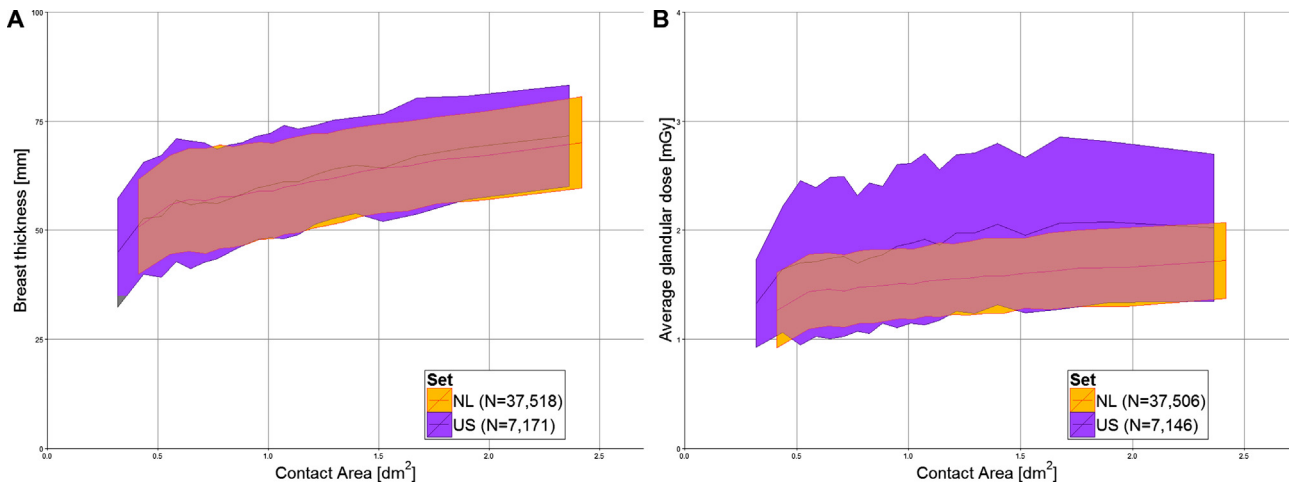 A
100
75
50
25
0
Breast thickness [mm]
0.0 0.5 1.0 1.5 2.0 2.5
Contact Area [dm²]
Set
NL (N=37,518)
US (N=7,171)
B
4
3
2
1
0
Average glandular dose [mGy]
0.0 0.5 1.0 1.5 2.0 2.5
Contact Area [dm²]
Set
NL (N=37,506)
US (N=7,146)